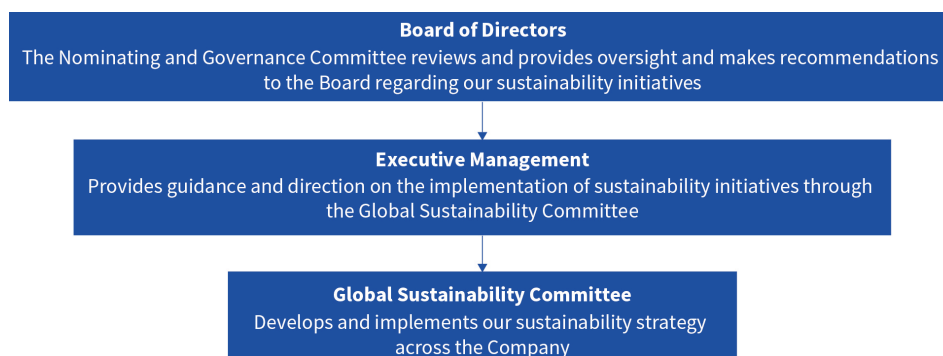 Board of Directors
The Nominating and Governance Committee reviews and provides oversight and makes recommendations
to the Board regarding our sustainability initiatives
Executive Management
Provides guidance and direction on the implementation of sustainability initiatives through
the Global Sustainability Committee
Global Sustainability Committee
Develops and implements our sustainability strategy
across the Company